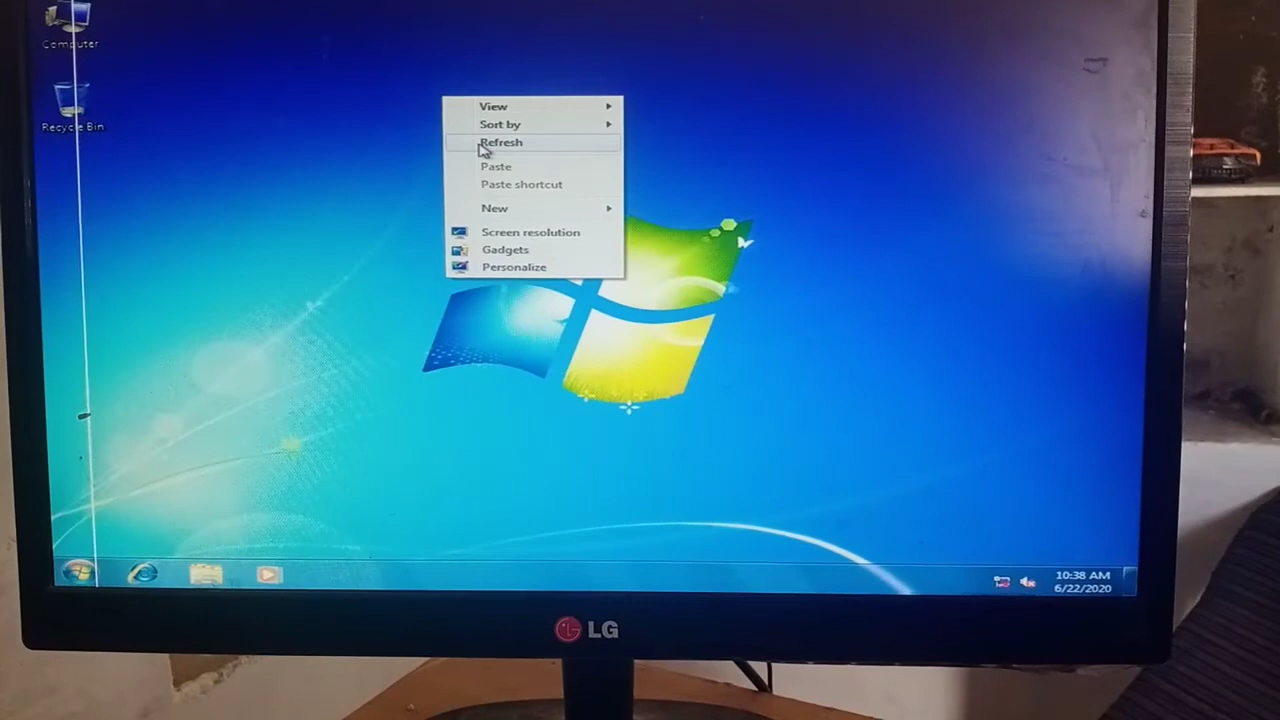 Computer
Recycle Bin
View
Sort by
Refresh
Paste
Paste shortcut
New
Screen resolution
Gadgets
Personalize
10:38 AM
6/22/2020
LG